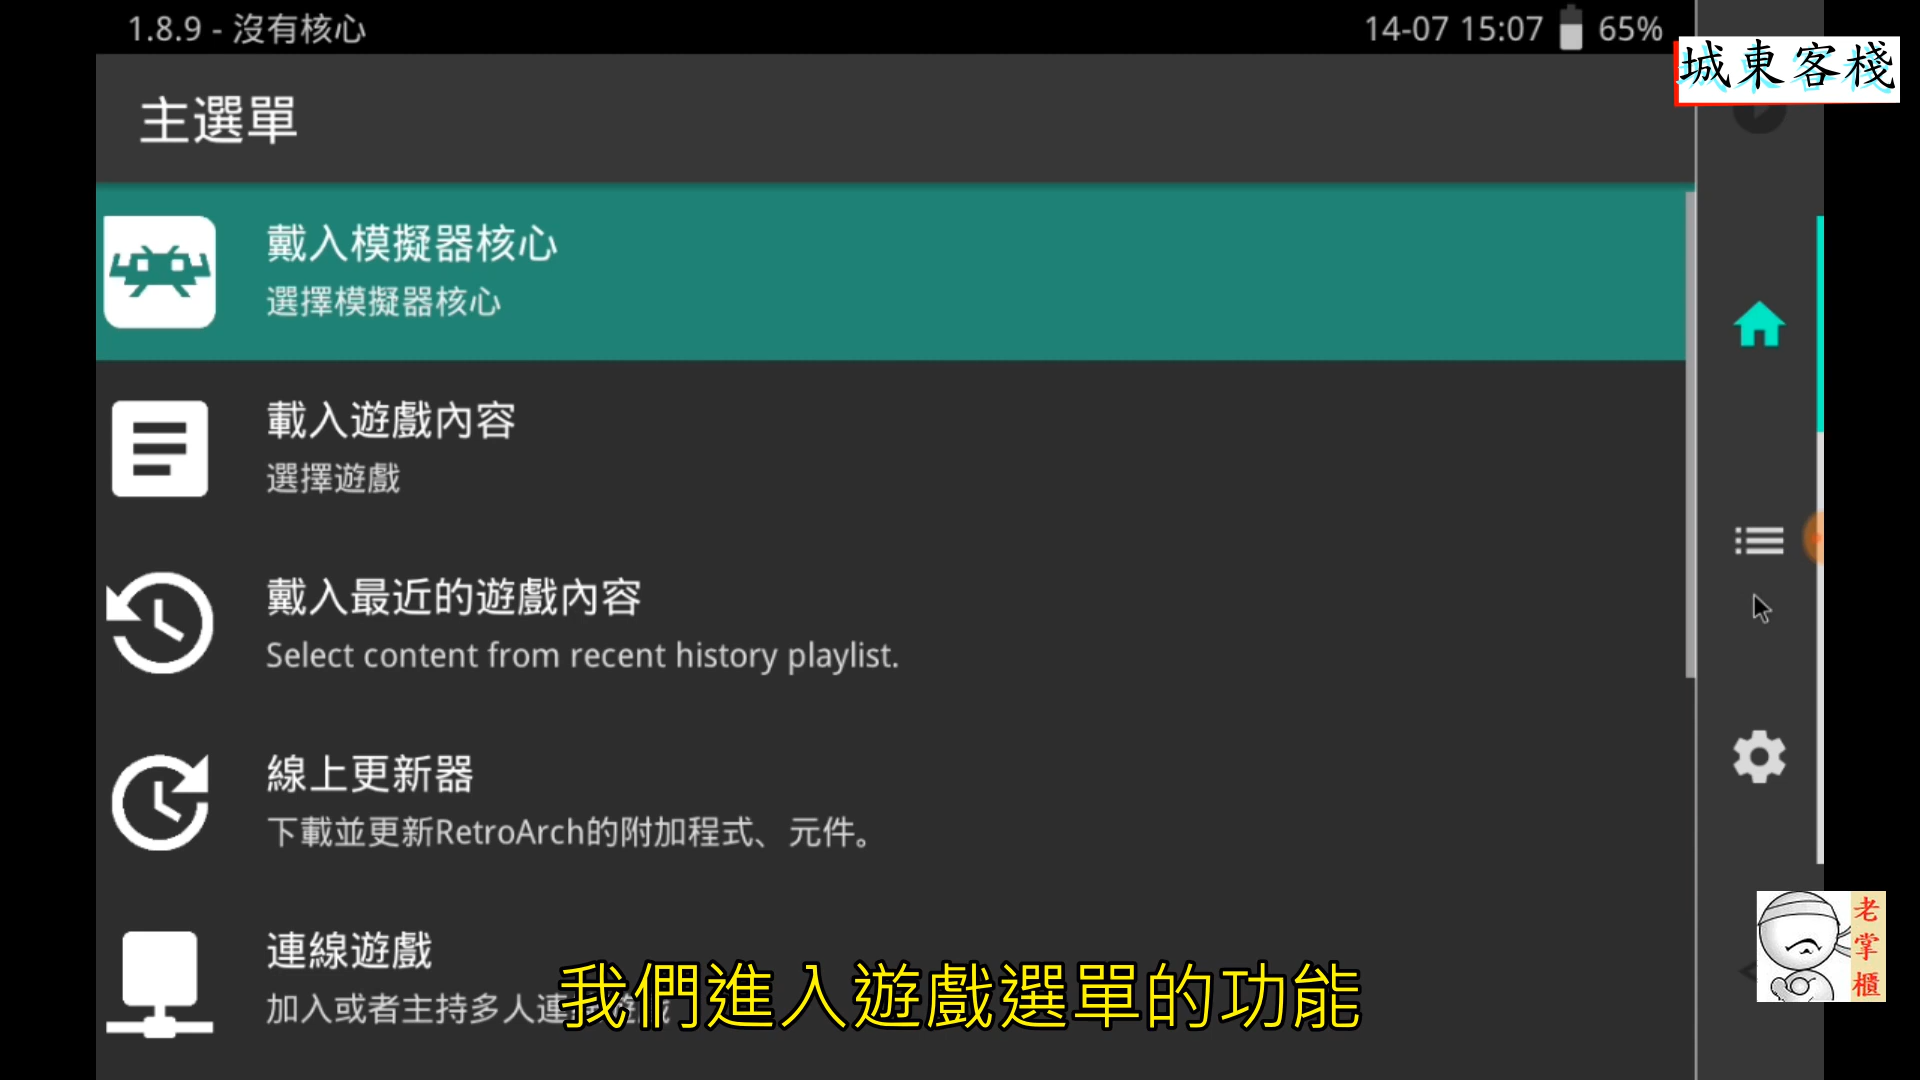 1.8.9 - 沒有核心
14-07 15:07 65%
城東客棧
主選單
戴入模擬器核心
選擇模擬器核心
載入遊戲內容
選擇遊戲
戴入最近的遊戲內容
Select content from recent history playlist.
線上更新器
下載並更新RetroArch的附加程式、元件。
連線遊戲
加入或者主持多人連
我們進入遊戲選單的功能
老掌櫃